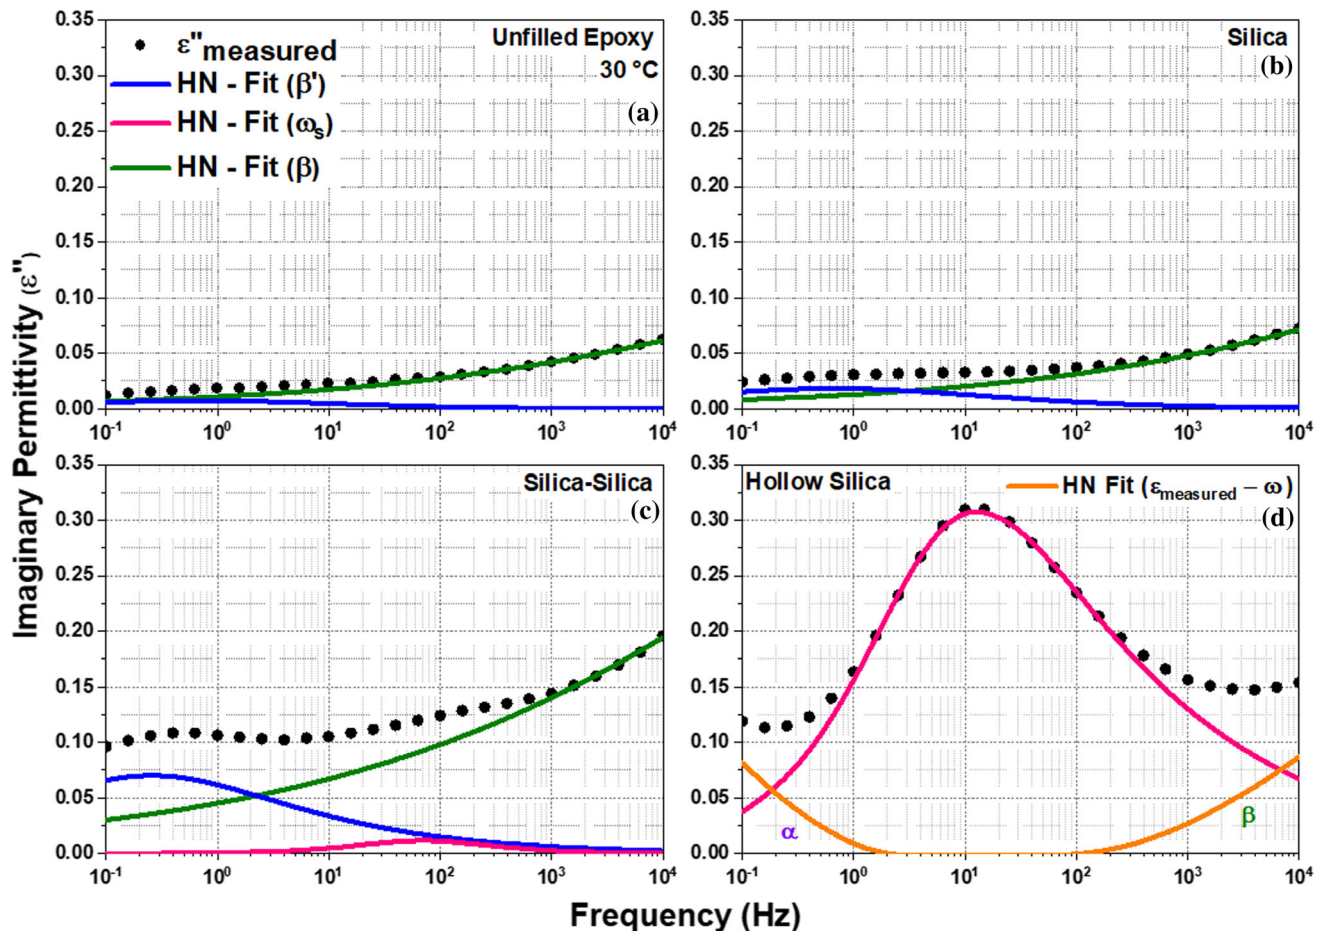 0.35
0.30
0.25
0.20
0.15
0.10
0.05
0.00
ε"measured
HN - Fit (β')
HN - Fit (ωs)
HN - Fit (β)
Unfilled Epoxy
30 °C
(a)
10⁻¹ 10⁰ 10¹ 10² 10³ 10⁴
0.35
0.30
0.25
0.20
0.15
0.10
0.05
0.00
Silica
(b)
10⁻¹ 10⁰ 10¹ 10² 10³ 10⁴
Imaginary Permittivity (ε")
0.35
0.30
0.25
0.20
0.15
0.10
0.05
0.00
Silica-Silica
(c)
10⁻¹ 10⁰ 10¹ 10² 10³ 10⁴
0.35
0.30
0.25
0.20
0.15
0.10
0.05
0.00
Hollow Silica
HN Fit (εmeasured − ω)
(d)
α
β
10⁻¹ 10⁰ 10¹ 10² 10³ 10⁴
Frequency (Hz)